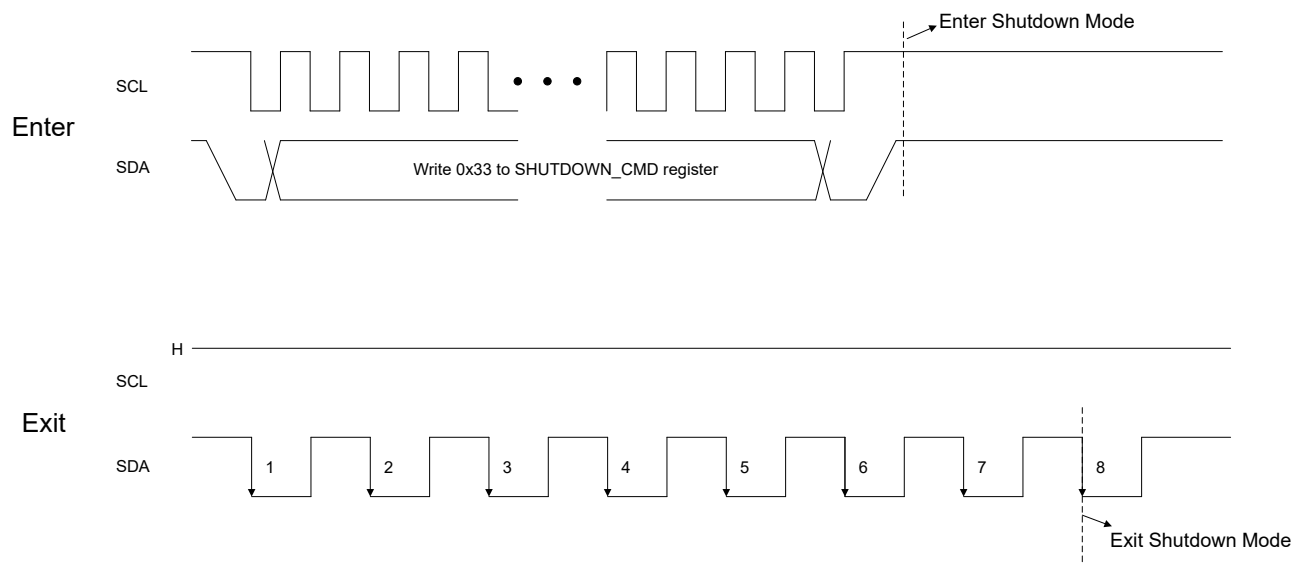 Enter Shutdown Mode
SCL
Enter
SDA
Write 0x33 to SHUTDOWN_CMD register
H
SCL
Exit
SDA
1 2 3 4 5 6 7 8
Exit Shutdown Mode